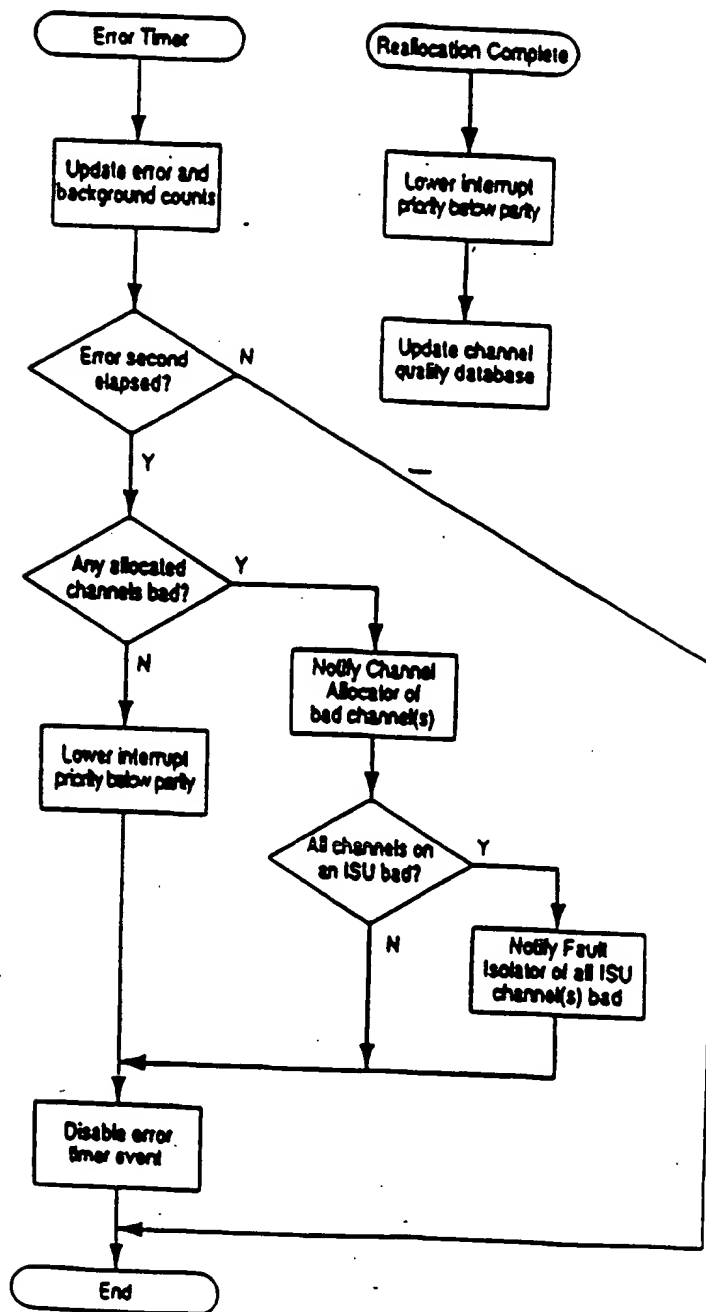 Error Timer
Update error and
background counts
Error second
elapsed?
N
Y
Any allocated
channels bad?
Y
N
Lower interrupt
priority below party
Notify Channel
Allocator of
bad channel(s)
All channels on
an ISU bad?
Y
N
Notify Fault
Isolator of all ISU
channel(s) bad
Disable error
timer event
End
Reallocation Complete
Lower interrupt
priority below party
Update channel
quality database